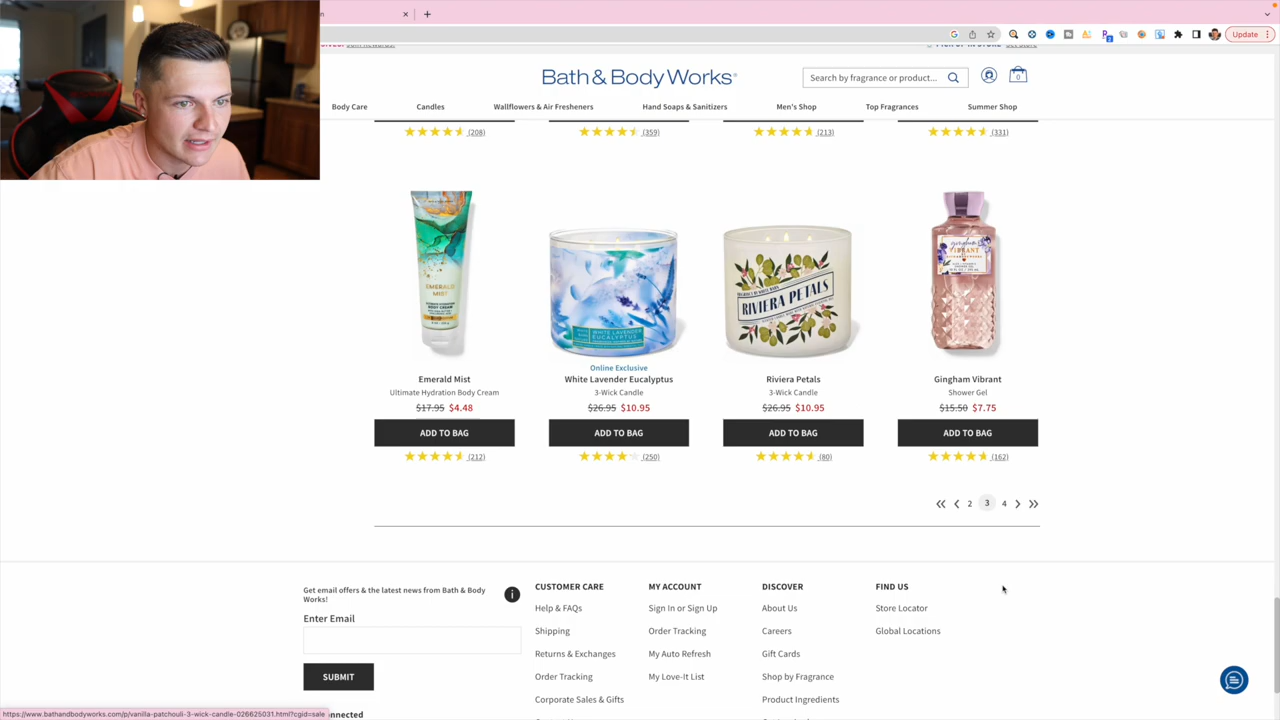 Update
Bath & Body Works®
Search by fragrance or product...
0
Body Care
Candles
Wallflowers & Air Fresheners
Hand Soaps & Sanitizers
Men's Shop
Top Fragrances
Summer Shop
(208)
(359)
(213)
(331)
EMERALD
MIST
WHITE LAVENDER
EUCALYPTUS
RIVIERA PETALS
gingham
VIBRANT
Online Exclusive
Emerald Mist
White Lavender Eucalyptus
Riviera Petals
Gingham Vibrant
Ultimate Hydration Body Cream
3-Wick Candle
3-Wick Candle
Shower Gel
$17.95 $4.48
$26.95 $10.95
$26.95 $10.95
$15.50 $7.75
ADD TO BAG
ADD TO BAG
ADD TO BAG
ADD TO BAG
(212)
(250)
(80)
(162)
2 3 4
Get email offers & the latest news from Bath & Body
Works!
Enter Email
SUBMIT
CUSTOMER CARE
Help & FAQs
Shipping
Returns & Exchanges
Order Tracking
Corporate Sales & Gifts
MY ACCOUNT
Sign In or Sign Up
Order Tracking
My Auto Refresh
My Love-It List
DISCOVER
About Us
Careers
Gift Cards
Shop by Fragrance
Product Ingredients
FIND US
Store Locator
Global Locations
https://www.bathandbodyworks.com/p/vanilla-patchouli-3-wick-candle-026625031.html?cgid=sale